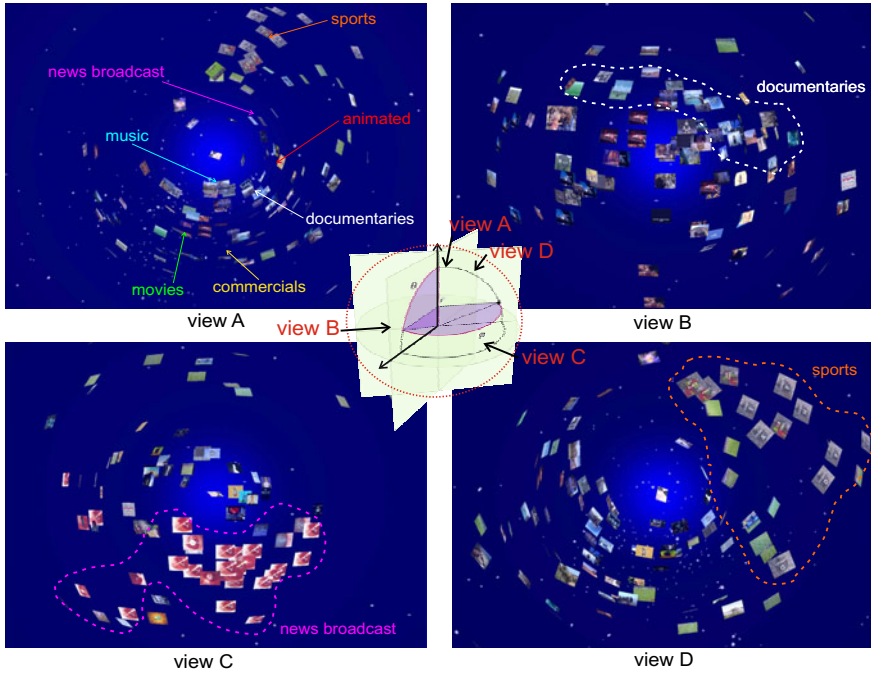 sports
news broadcast
music
animated
documentaries
movies
commercials
view A
documentaries
view B
view A
view D
view B
view C
θ
r
φ
news broadcast
view C
sports
view D